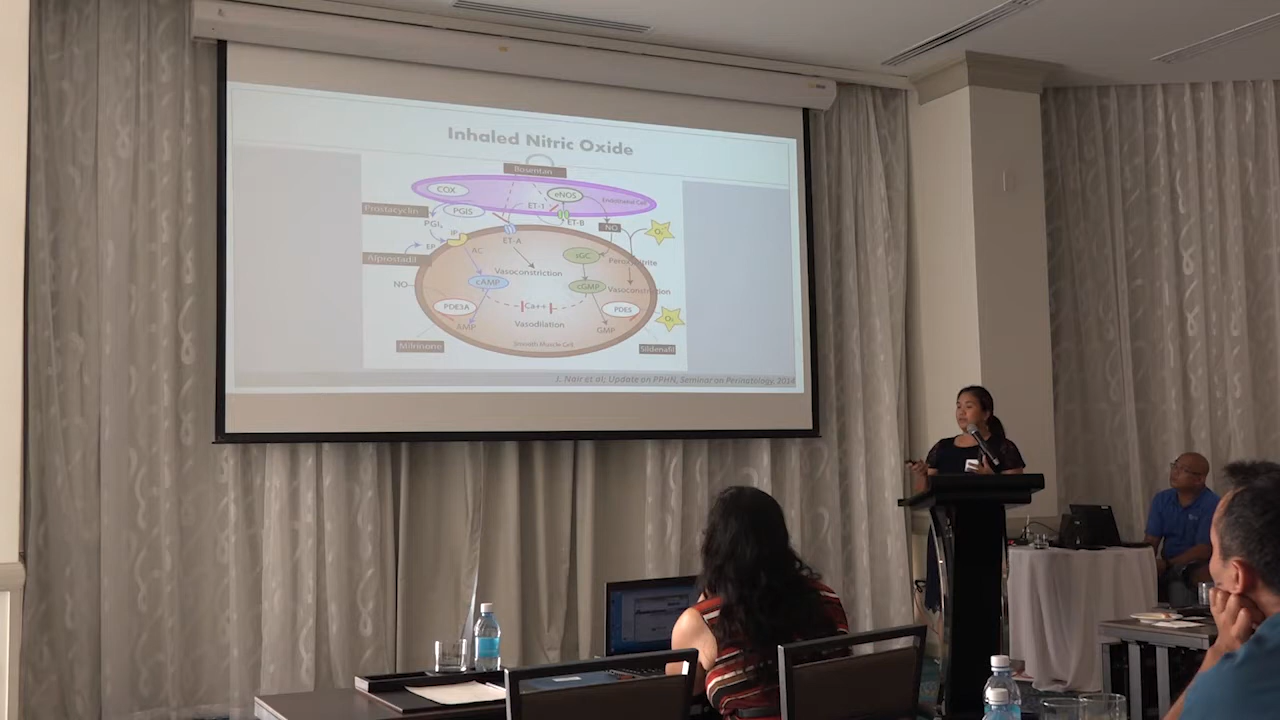 Inhaled Nitric Oxide
Bosentan
COX
eNOS
Endothelial Cell
Prostacyclin
PGIS
ET-1
ET-B
PGI₂
NO
O₂
IP
EP
AC
ET-A
sGC
Peroxynitrite
Alprostadil
Vasoconstriction
cAMP
cGMP
Vasoconstriction
NO
Ca++
PDE3A
PDE5
O₂
AMP
Vasodilation
GMP
Milrinone
Smooth Muscle Cell
Sildenafil
J. Nair et al; Update on PPHN, Seminar on Perinatology, 2014